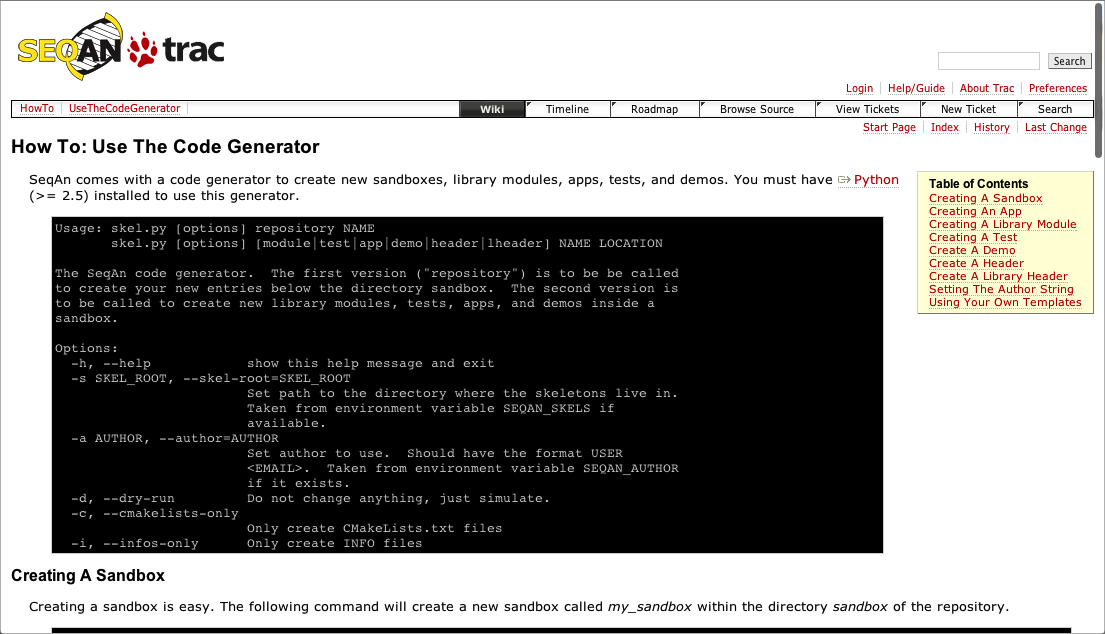 SEQAN trac
Search
Login Help/Guide About Trac Preferences
HowTo UseTheCodeGenerator Wiki Timeline Roadmap Browse Source View Tickets New Ticket Search
Start Page Index History Last Change
How To: Use The Code Generator
SeqAn comes with a code generator to create new sandboxes, library modules, apps, tests, and demos. You must have Python
(>= 2.5) installed to use this generator.
Table of Contents
Creating A Sandbox
Creating An App
Creating A Library Module
Creating A Test
Create A Demo
Create A Header
Create A Library Header
Setting The Author String
Using Your Own Templates
Usage: skel.py [options] repository NAME
       skel.py [options] [module|test|app|demo|header|lheader] NAME LOCATION
The SeqAn code generator.  The first version ("repository") is to be be called
to create your new entries below the directory sandbox.  The second version is
to be called to create new library modules, tests, apps, and demos inside a
sandbox.
Options:
  -h, --help            show this help message and exit
  -s SKEL_ROOT, --skel-root=SKEL_ROOT
                        Set path to the directory where the skeletons live in.
                        Taken from environment variable SEQAN_SKELS if
                        available.
  -a AUTHOR, --author=AUTHOR
                        Set author to use.  Should have the format USER
                        <EMAIL>.  Taken from environment variable SEQAN_AUTHOR
                        if it exists.
  -d, --dry-run         Do not change anything, just simulate.
  -c, --cmakelists-only
                        Only create CMakeLists.txt files
  -i, --infos-only      Only create INFO files
Creating A Sandbox
Creating a sandbox is easy. The following command will create a new sandbox called my_sandbox within the directory sandbox of the repository.